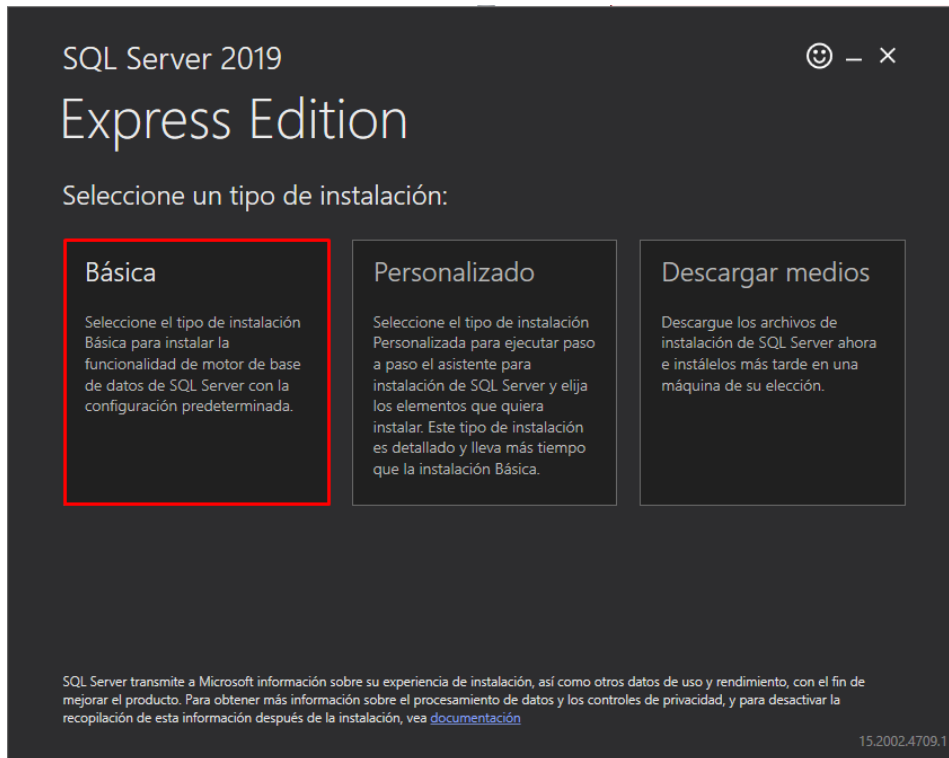 SQL Server 2019
Express Edition
Seleccione un tipo de instalación:
Básica
Seleccione el tipo de instalación
Básica para instalar la
funcionalidad de motor de base
de datos de SQL Server con la
configuración predeterminada.
Personalizado
Seleccione el tipo de instalación
Personalizada para ejecutar paso
a paso el asistente para
instalación de SQL Server y elija
los elementos que quiera
instalar. Este tipo de instalación
es detallado y lleva más tiempo
que la instalación Básica.
Descargar medios
Descargue los archivos de
instalación de SQL Server ahora
e instálelos más tarde en una
máquina de su elección.
SQL Server transmite a Microsoft información sobre su experiencia de instalación, así como otros datos de uso y rendimiento, con el fin de
mejorar el producto. Para obtener más información sobre el procesamiento de datos y los controles de privacidad, y para desactivar la
recopilación de esta información después de la instalación, vea documentación
15.2002.4709.1